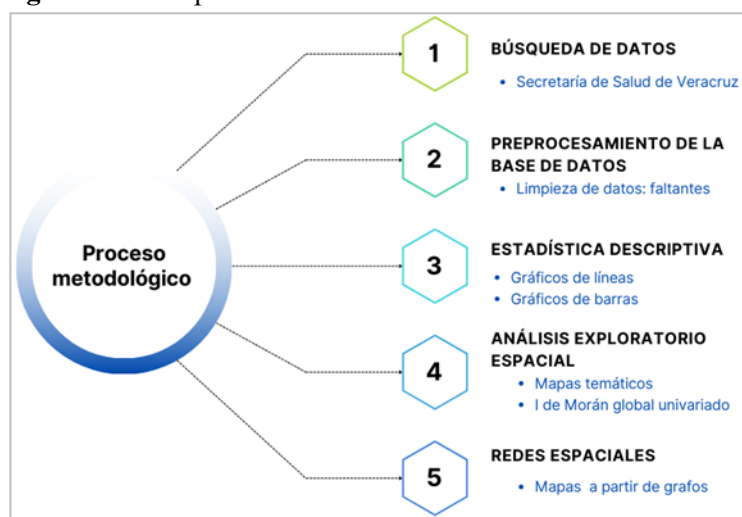 Proceso
metodológico
1
BÚSQUEDA DE DATOS
• Secretaría de Salud de Veracruz
2
PREPROCESAMIENTO DE LA
BASE DE DATOS
• Limpieza de datos: faltantes
3
ESTADÍSTICA DESCRIPTIVA
• Gráficos de líneas
• Gráficos de barras
4
ANÁLISIS EXPLORATORIO
ESPACIAL
• Mapas temáticos
• I de Morán global univariado
5
REDES ESPACIALES
• Mapas a partir de grafos